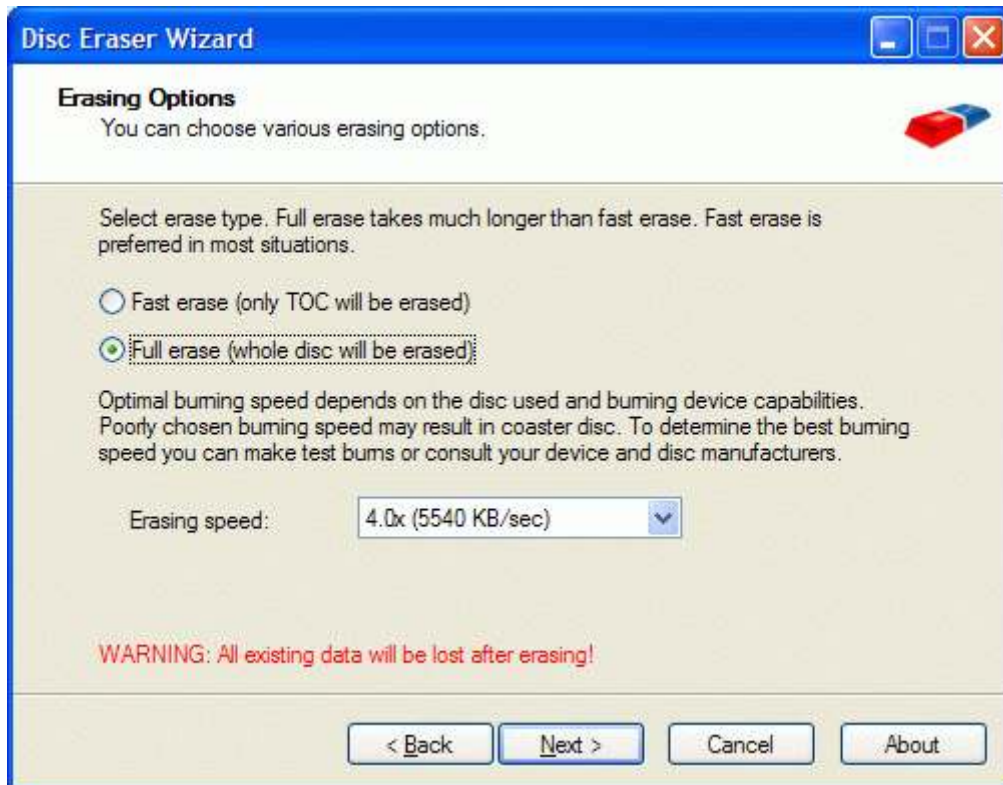 Disc Eraser Wizard
Erasing Options
You can choose various erasing options.
Select erase type. Full erase takes much longer than fast erase. Fast erase is
preferred in most situations.
Fast erase (only TOC will be erased)
Full erase (whole disc will be erased)
Optimal burning speed depends on the disc used and burning device capabilities.
Poorly chosen burning speed may result in coaster disc. To determine the best burning
speed you can make test burns or consult your device and disc manufacturers.
Erasing speed: 4.0x (5540 KB/sec)
WARNING: All existing data will be lost after erasing!
< Back Next > Cancel About